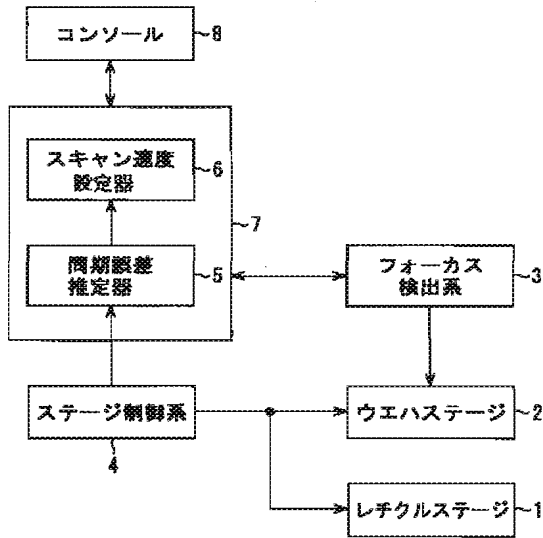 コンソール
8
スキャン速度
設定器
6
7
同期誤差
推定器
5
フォーカス
検出系
3
ステージ制御系
4
ウエハステージ
2
レチクルステージ
1